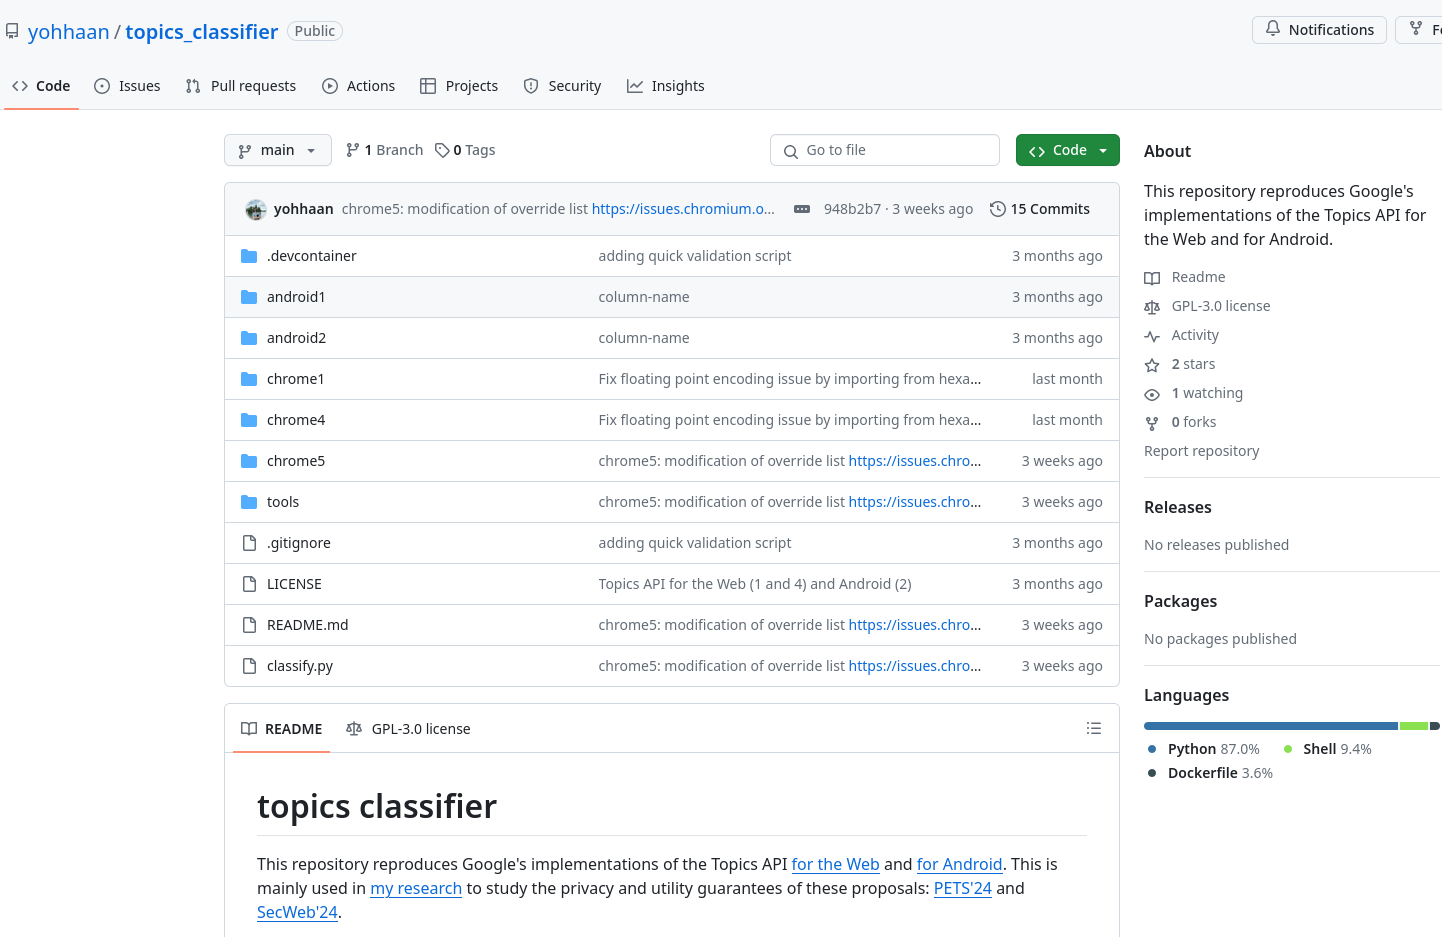 yohhaan / topics_classifier Public
Notifications
Code Issues Pull requests Actions Projects Security Insights
main 1 Branch 0 Tags Go to file Code
yohhaan chrome5: modification of override list https://issues.chromium.o... 948b2b7 · 3 weeks ago 15 Commits
.devcontainer adding quick validation script 3 months ago
android1 column-name 3 months ago
android2 column-name 3 months ago
chrome1 Fix floating point encoding issue by importing from hexa... last month
chrome4 Fix floating point encoding issue by importing from hexa... last month
chrome5 chrome5: modification of override list https://issues.chro... 3 weeks ago
tools chrome5: modification of override list https://issues.chro... 3 weeks ago
.gitignore adding quick validation script 3 months ago
LICENSE Topics API for the Web (1 and 4) and Android (2) 3 months ago
README.md chrome5: modification of override list https://issues.chro... 3 weeks ago
classify.py chrome5: modification of override list https://issues.chro... 3 weeks ago
README GPL-3.0 license
topics classifier
This repository reproduces Google's implementations of the Topics API for the Web and for Android. This is
mainly used in my research to study the privacy and utility guarantees of these proposals: PETS'24 and
SecWeb'24.
About
This repository reproduces Google's
implementations of the Topics API for
the Web and for Android.
Readme
GPL-3.0 license
Activity
2 stars
1 watching
0 forks
Report repository
Releases
No releases published
Packages
No packages published
Languages
Python 87.0% Shell 9.4%
Dockerfile 3.6%